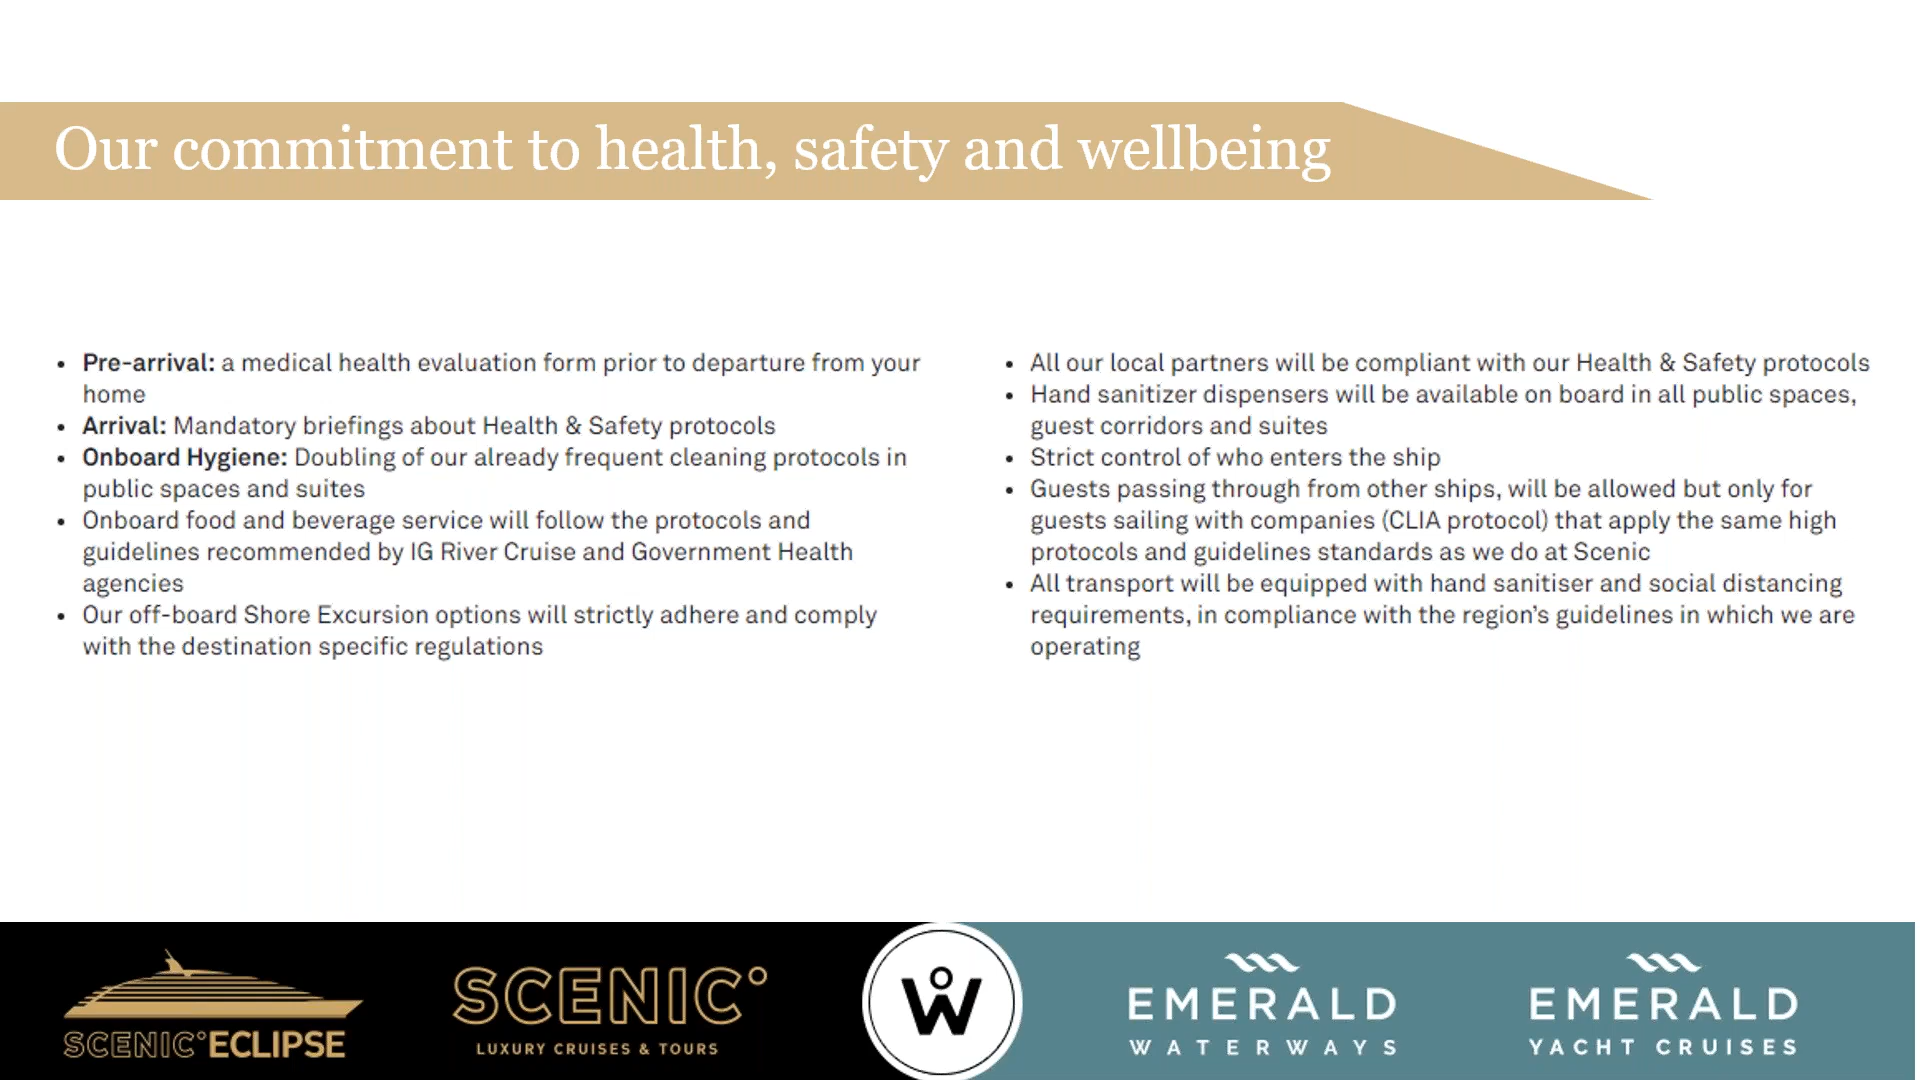 Our commitment to health, safety and wellbeing
• Pre-arrival: a medical health evaluation form prior to departure from your
home
• Arrival: Mandatory briefings about Health & Safety protocols
• Onboard Hygiene: Doubling of our already frequent cleaning protocols in
public spaces and suites
• Onboard food and beverage service will follow the protocols and
guidelines recommended by IG River Cruise and Government Health
agencies
• Our off-board Shore Excursion options will strictly adhere and comply
with the destination specific regulations
• All our local partners will be compliant with our Health & Safety protocols
• Hand sanitizer dispensers will be available on board in all public spaces,
guest corridors and suites
• Strict control of who enters the ship
• Guests passing through from other ships, will be allowed but only for
guests sailing with companies (CLIA protocol) that apply the same high
protocols and guidelines standards as we do at Scenic
• All transport will be equipped with hand sanitiser and social distancing
requirements, in compliance with the region's guidelines in which we are
operating
SCENIC°ECLIPSE
SCENIC°
LUXURY CRUISES & TOURS
W
EMERALD
WATERWAYS
EMERALD
YACHT CRUISES